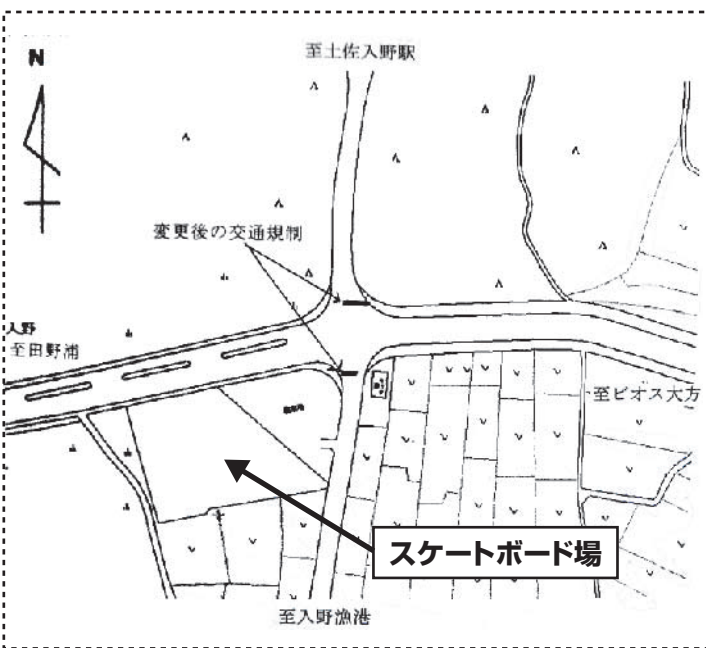 N
至土佐入野駅
変更後の交通規制
入野
至田野浦
至ビオス大方
スケートボード場
至入野漁港